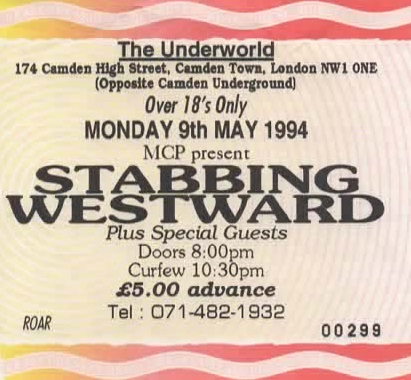 The Underworld
174 Camden High Street, Camden Town, London NW1 0NE
(Opposite Camden Underground)
Over 18's Only
MONDAY 9th MAY 1994
MCP present
STABBING
WESTWARD
Plus Special Guests
Doors 8:00pm
Curfew 10:30pm
£5.00 advance
Tel : 071-482-1932
ROAR
00299